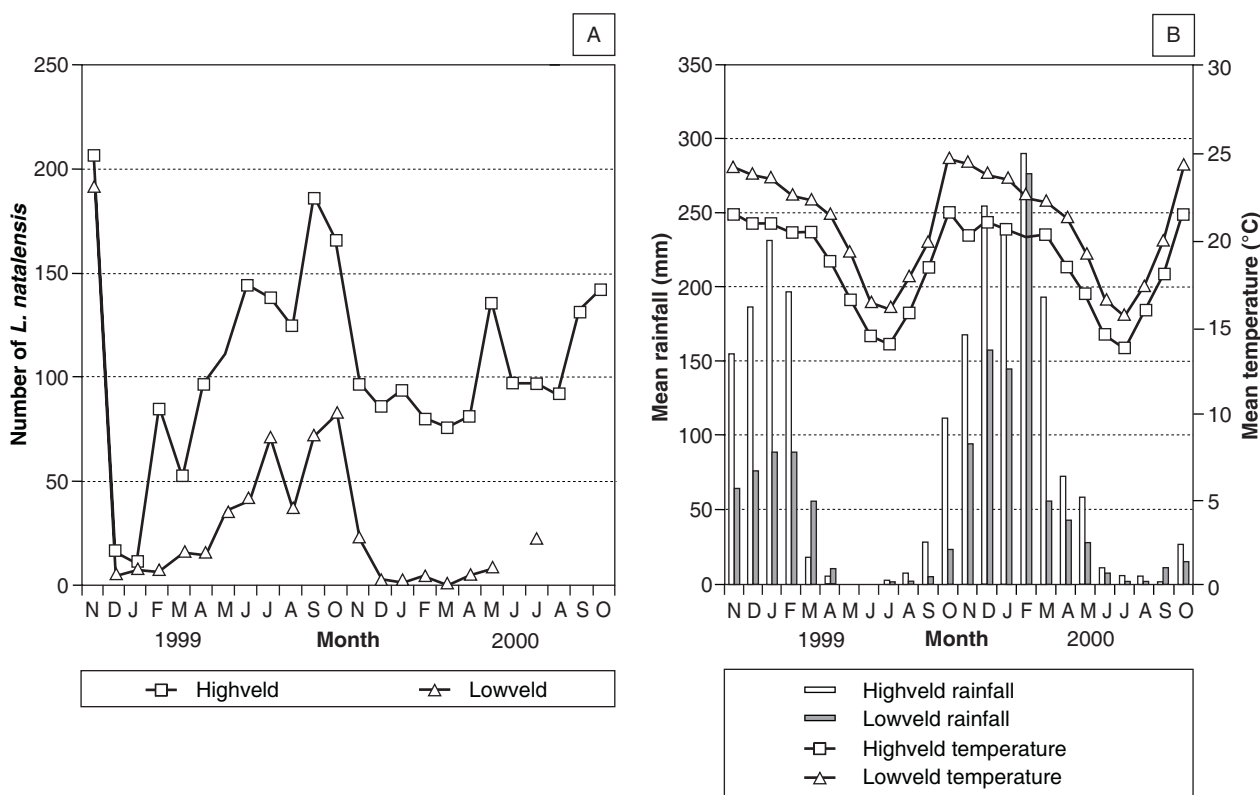 A
250
200
150
100
50
0
Number of L. natalensis
N D J F M A M J J A S O N D J F M A M J J A S O
1999 Month 2000
Highveld Lowveld
B
350
300
250
200
150
100
50
0
Mean rainfall (mm)
30
25
20
15
10
5
0
Mean temperature (°C)
N D J F M A M J J A S O N D J F M A M J J A S O
1999 Month 2000
Highveld rainfall
Lowveld rainfall
Highveld temperature
Lowveld temperature